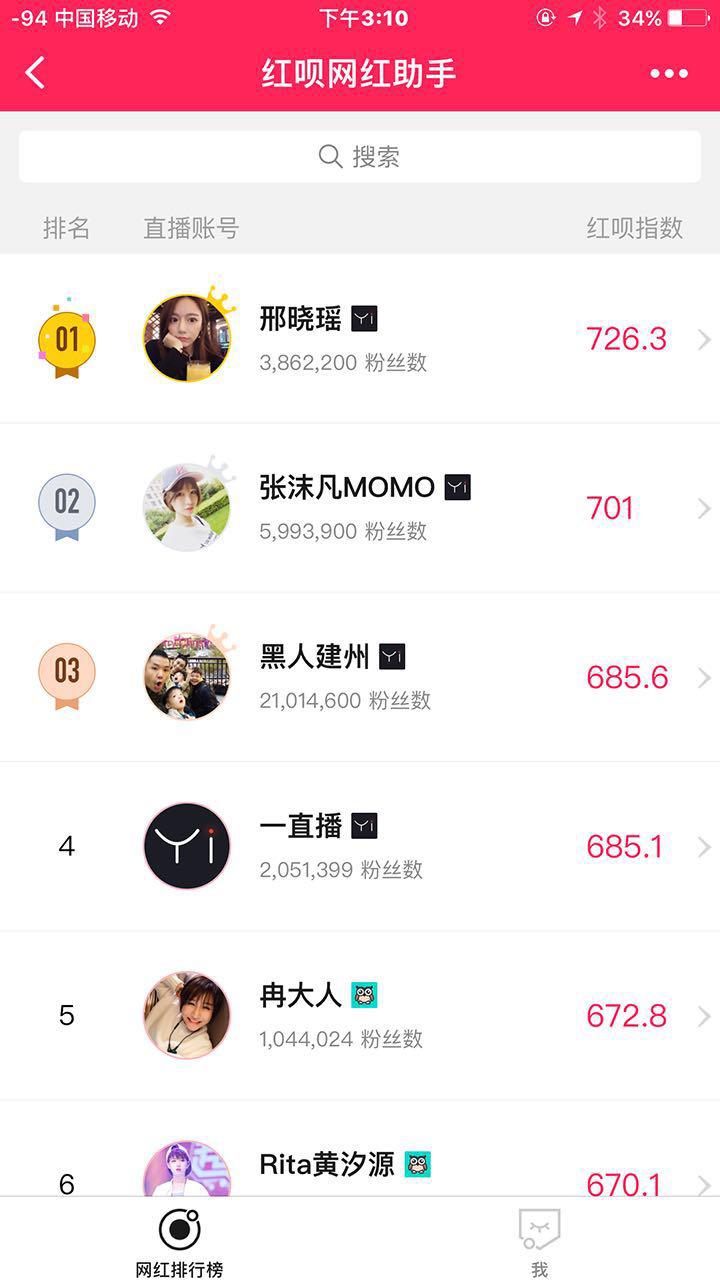 -94 中国移动 下午3:10 34%
红呗网红助手
搜索
排名 直播账号 红呗指数
01 邢晓瑶 Yi 726.3
3,862,200 粉丝数
02 张沫凡MOMO Yi 701
5,993,900 粉丝数
03 黑人建州 Yi 685.6
21,014,600 粉丝数
4 Yi 一直播 Yi 685.1
2,051,399 粉丝数
5 冉大人 672.8
1,044,024 粉丝数
6 Rita黄汐源 670.1
网红排行榜 我